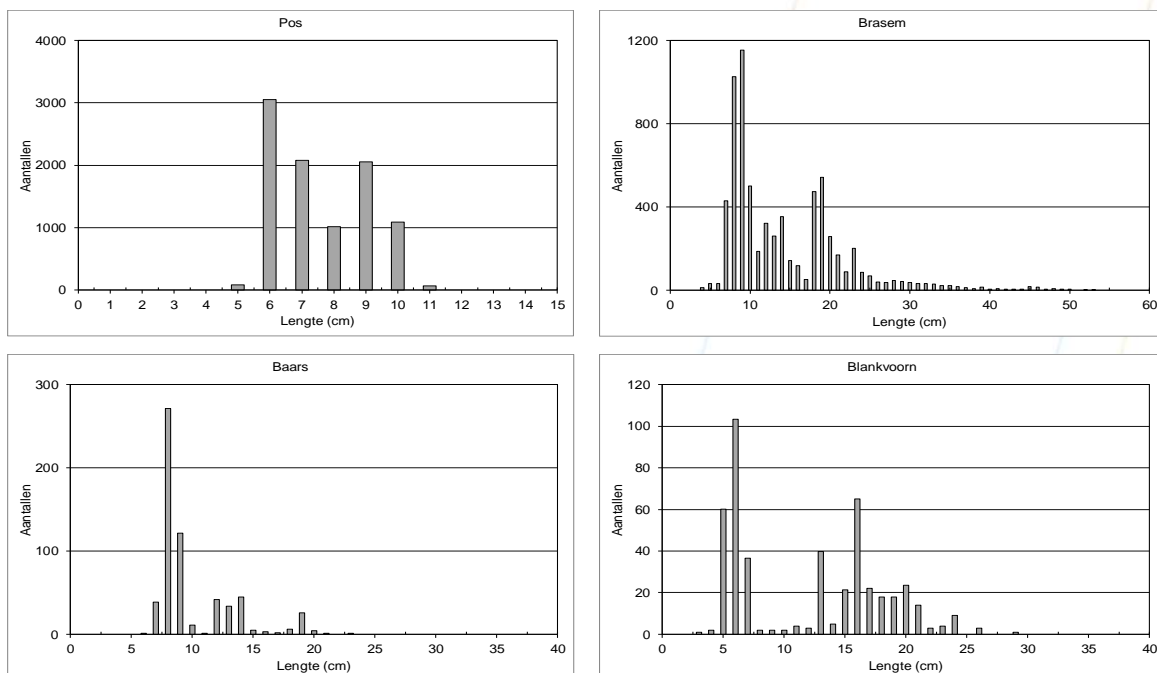 Pos
4000
3000
2000
1000
0
Aantallen
0 1 2 3 4 5 6 7 8 9 10 11 12 13 14 15
Lengte (cm)
Brasem
1200
800
400
0
Aantallen
0 10 20 30 40 50 60
Lengte (cm)
Baars
300
200
100
0
Aantallen
0 5 10 15 20 25 30 35 40
Lengte (cm)
Blankvoorn
120
100
80
60
40
20
0
Aantallen
0 5 10 15 20 25 30 35 40
Lengte (cm)